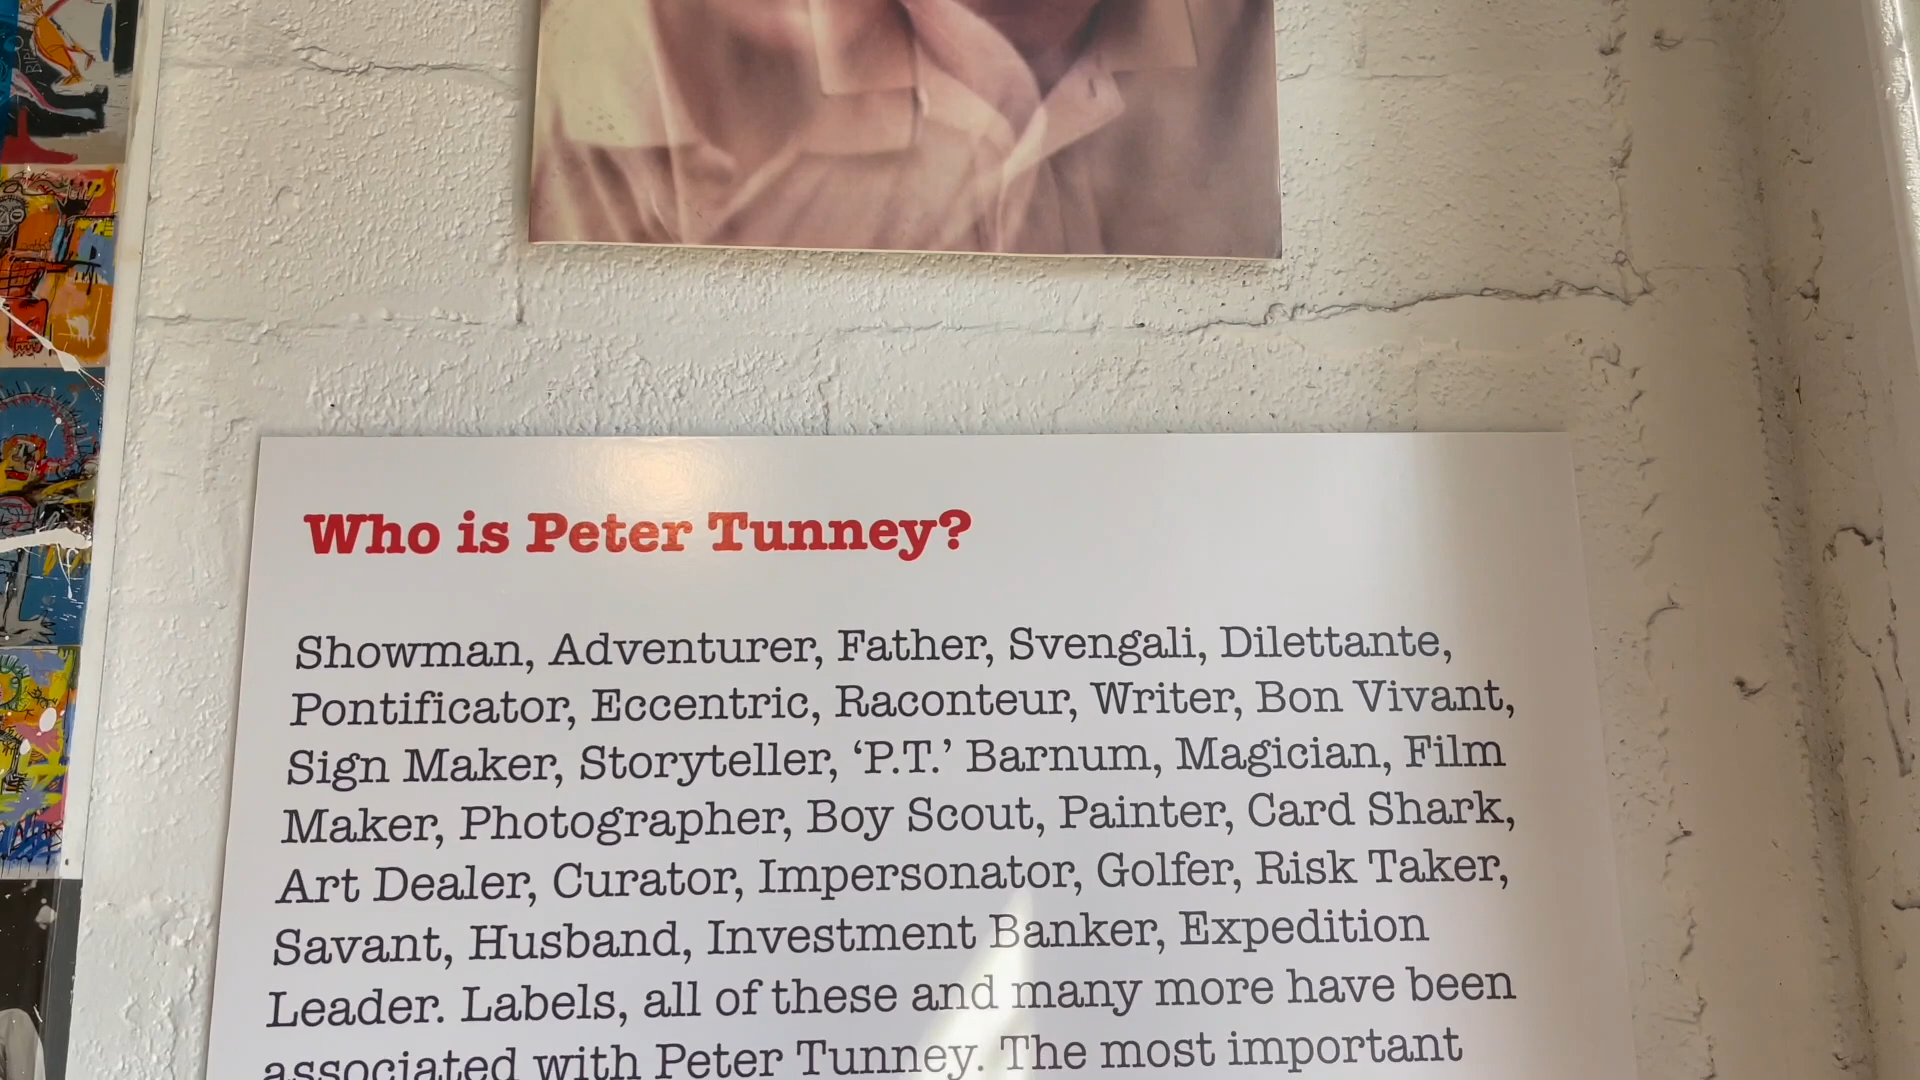 Who is Peter Tunney?
Showman, Adventurer, Father, Svengali, Dilettante,
Pontificator, Eccentric, Raconteur, Writer, Bon Vivant,
Sign Maker, Storyteller, ‘P.T.’ Barnum, Magician, Film
Maker, Photographer, Boy Scout, Painter, Card Shark,
Art Dealer, Curator, Impersonator, Golfer, Risk Taker,
Savant, Husband, Investment Banker, Expedition
Leader. Labels, all of these and many more have been
associated with Peter Tunney. The most important